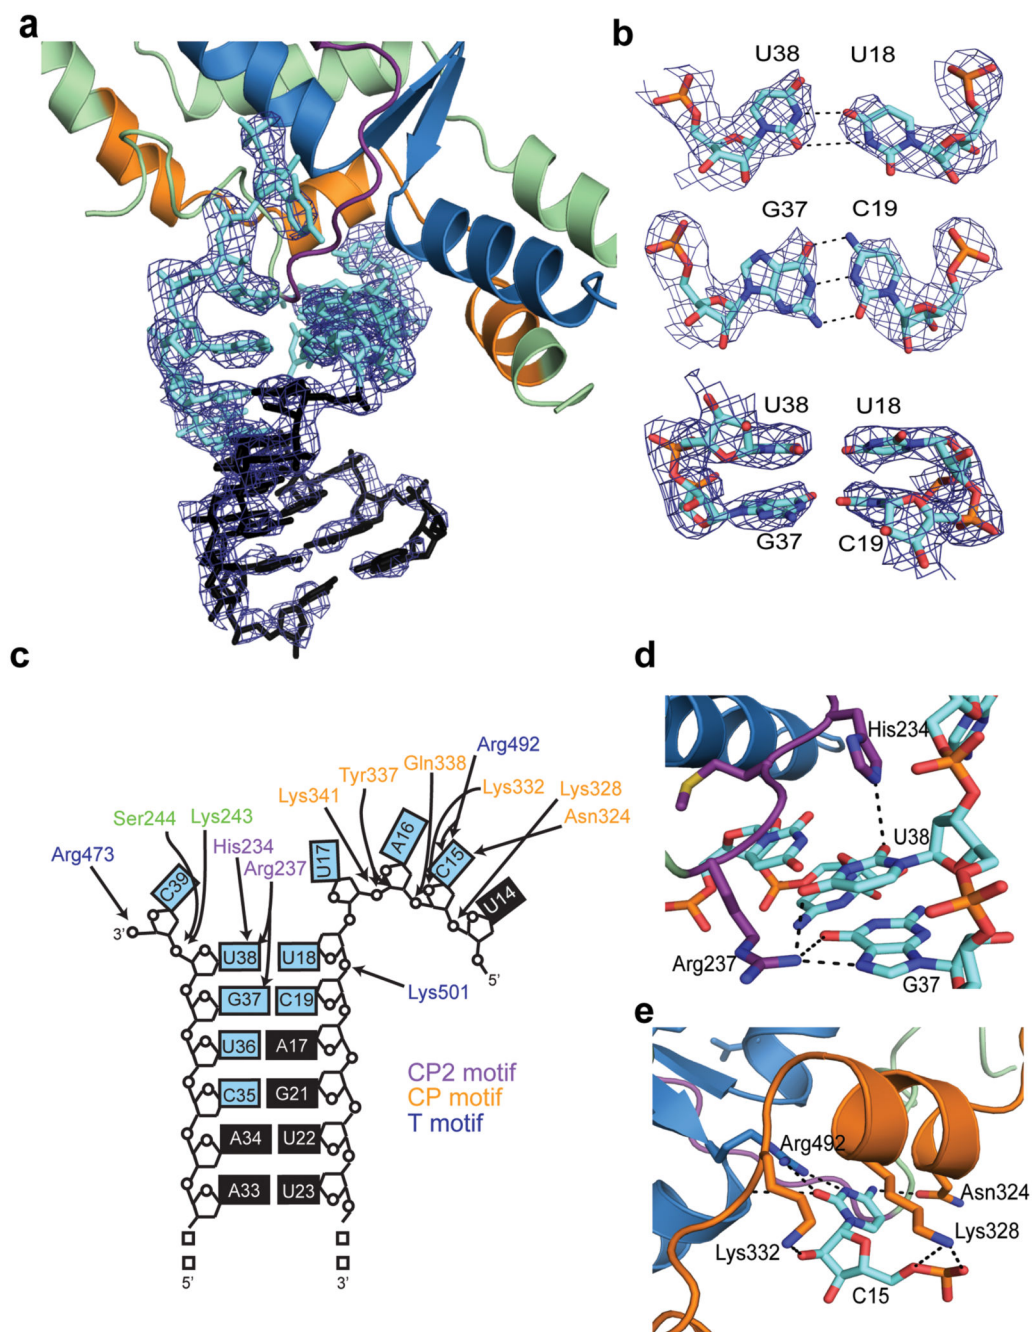 a
b
U38 U18
G37 C19
U38 U18
G37 C19
c
Arg492
Gln338
Tyr337
Lys332 Lys328
Lys341
Asn324
Ser244 Lys243
His234
Arg473
Arg237
C39
U17
A16
C15
U14
3'
5'
U38 U18
Lys501
G37 C19
U36 A17
C35 G21
A34 U22
A33 U23
5' 3'
CP2 motif
CP motif
T motif
d
His234
U38
Arg237
G37
e
Arg492
Asn324
Lys332
Lys328
C15